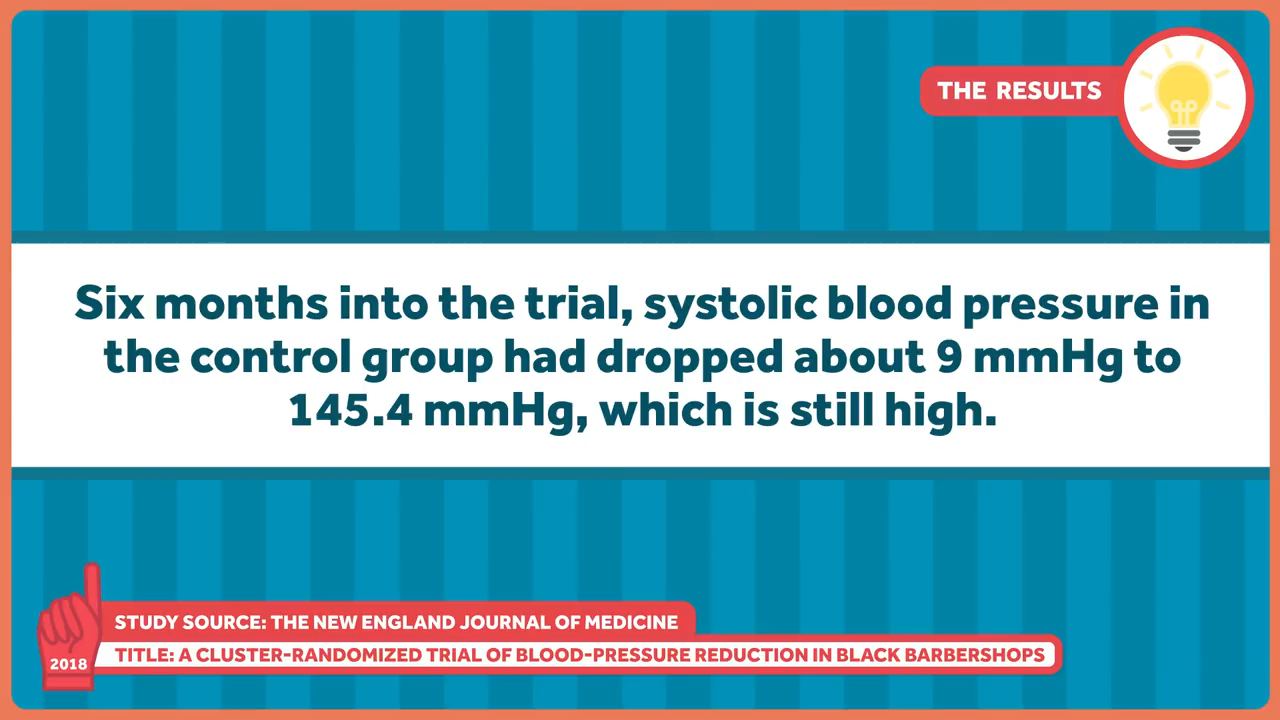 THE RESULTS
Six months into the trial, systolic blood pressure in
the control group had dropped about 9 mmHg to
145.4 mmHg, which is still high.
STUDY SOURCE: THE NEW ENGLAND JOURNAL OF MEDICINE
2018
TITLE: A CLUSTER-RANDOMIZED TRIAL OF BLOOD-PRESSURE REDUCTION IN BLACK BARBERSHOPS